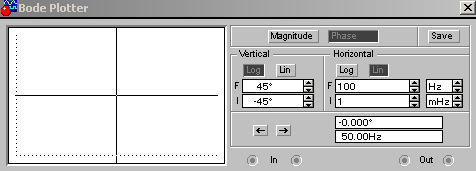 Bode Plotter
Magnitude Phase Save
Vertical Horizontal
Log Lin Log Lin
F 45° F 100 Hz
I -45° I 1 mHz
-0.000°
50.00Hz
In Out